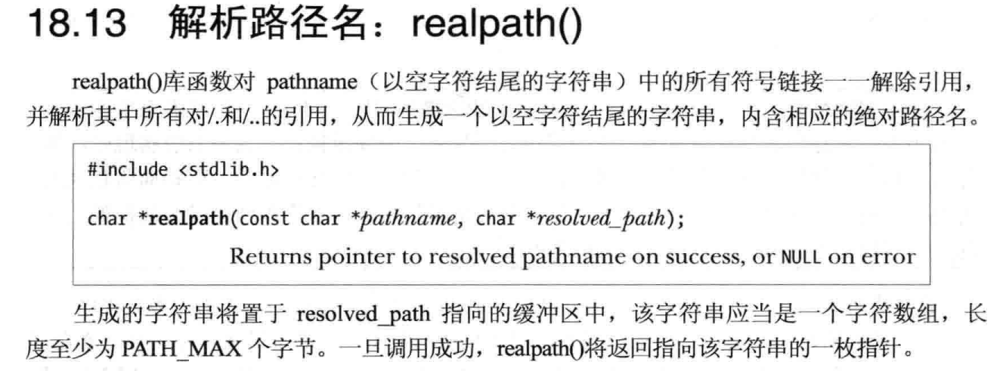 18.13 解析路径名：realpath()
realpath()库函数对 pathname（以空字符结尾的字符串）中的所有符号链接一一解除引用，
并解析其中所有对/.和/..的引用，从而生成一个以空字符结尾的字符串，内含相应的绝对路径名。
#include <stdlib.h>
char *realpath(const char *pathname, char *resolved_path);
Returns pointer to resolved pathname on success, or NULL on error
生成的字符串将置于 resolved_path 指向的缓冲区中，该字符串应当是一个字符数组，长
度至少为 PATH_MAX 个字节。一旦调用成功，realpath()将返回指向该字符串的一枚指针。